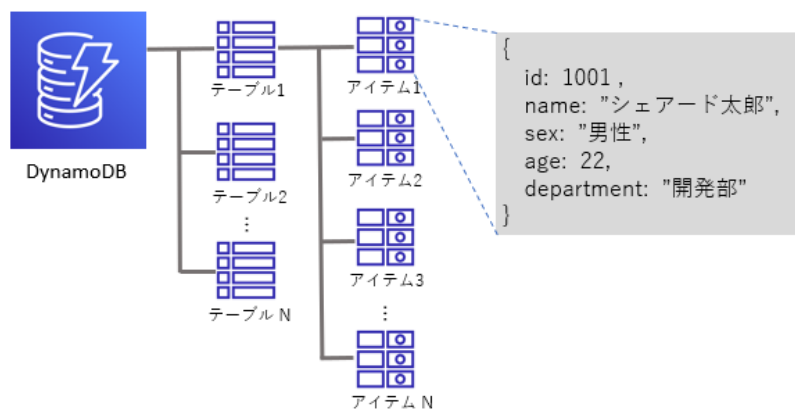 DynamoDB
テーブル1
テーブル2
⋮
テーブル N
アイテム1
アイテム2
アイテム3
⋮
アイテム N
{
id: 1001 ,
name: ”シェアード太郎”,
sex: ”男性”,
age: 22,
department: ”開発部”
}